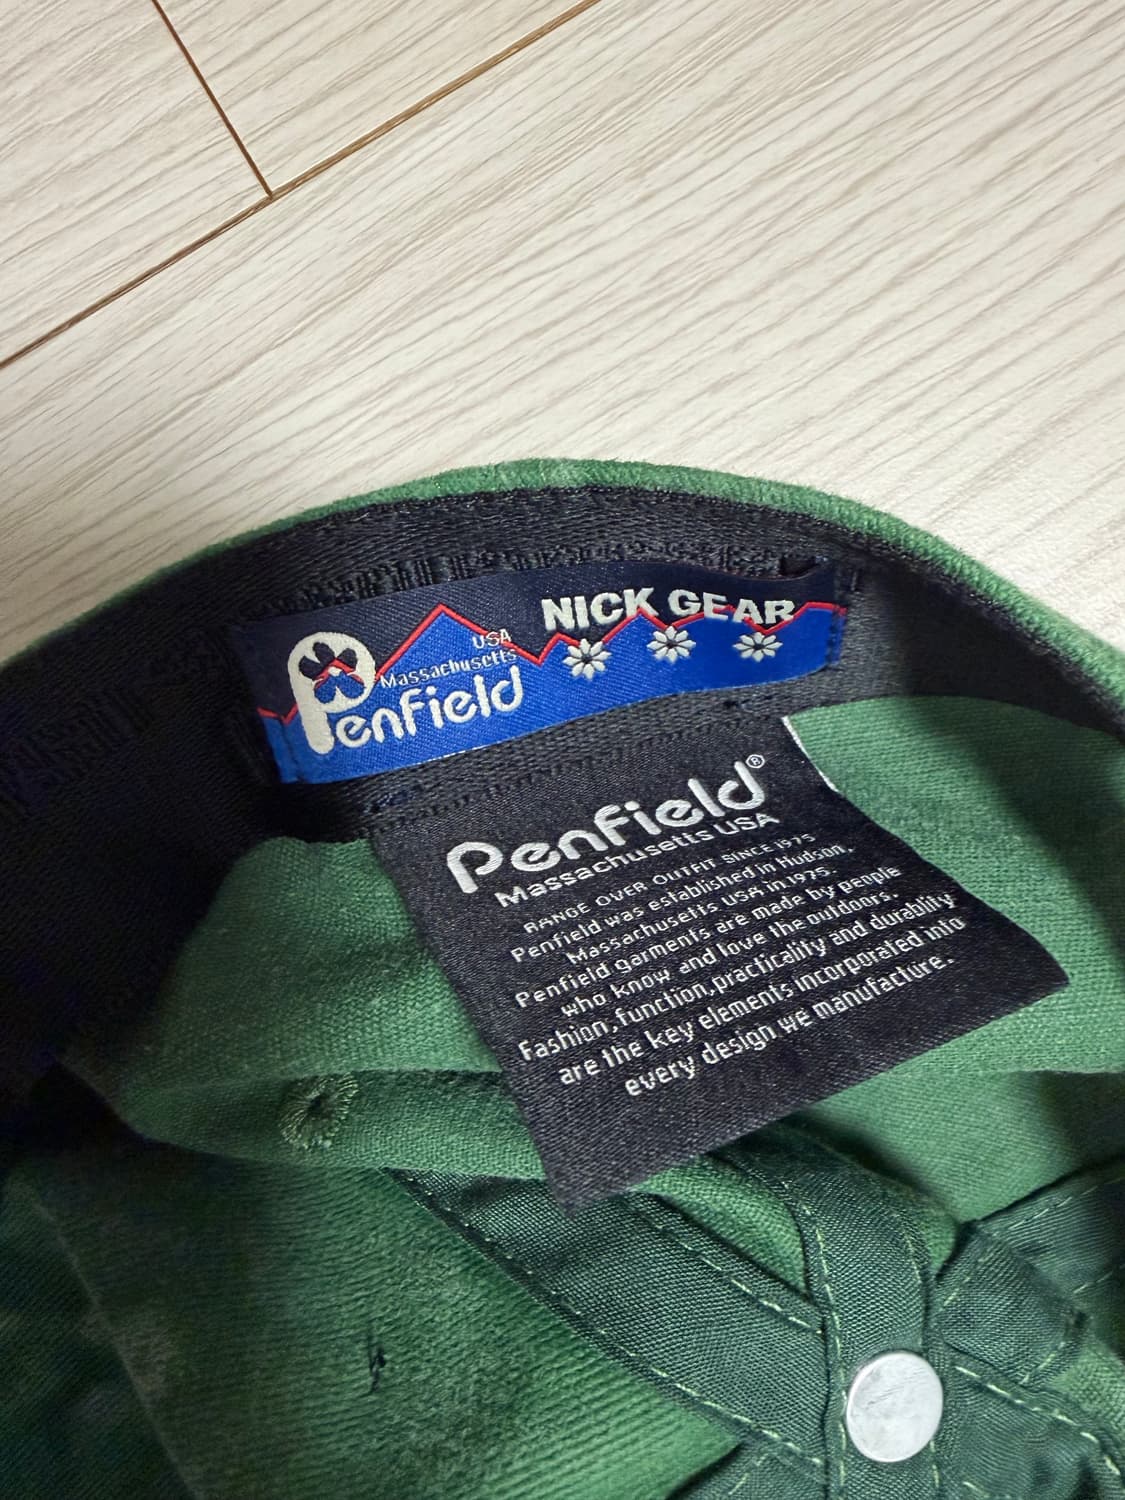 NICK GEAR
USA
Massachusetts
Penfield
Penfield®
Massachusetts USA
RANGE OVER OUTFIT SINCE 1975
Penfield was established in Hudson,
Massachusetts USA in 1975.
Penfield garments are made by people
who know and love the outdoors.
Fashion, function, practicality and durablity
are the key elements incorporated into
every design we manufacture.